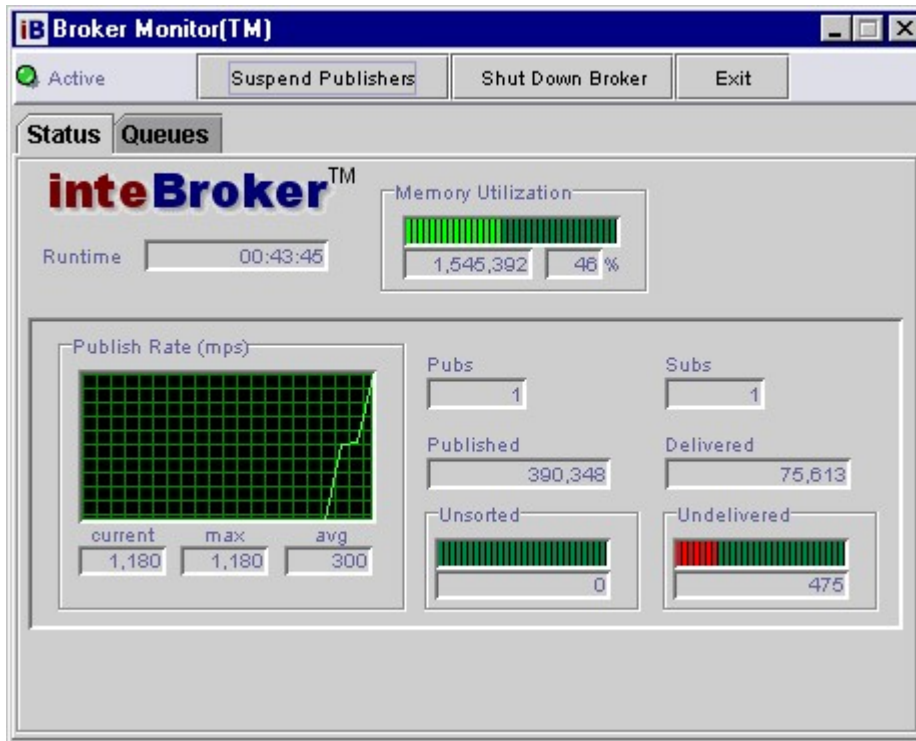 iB Broker Monitor(TM)
Active Suspend Publishers Shut Down Broker Exit
Status Queues
inteBroker™
Memory Utilization
Runtime 00:43:45
1,545,392 46 %
Publish Rate (mps)
Pubs Subs
1 1
Published Delivered
390,348 75,613
Unsorted Undelivered
current max avg
1,180 1,180 300
0 475